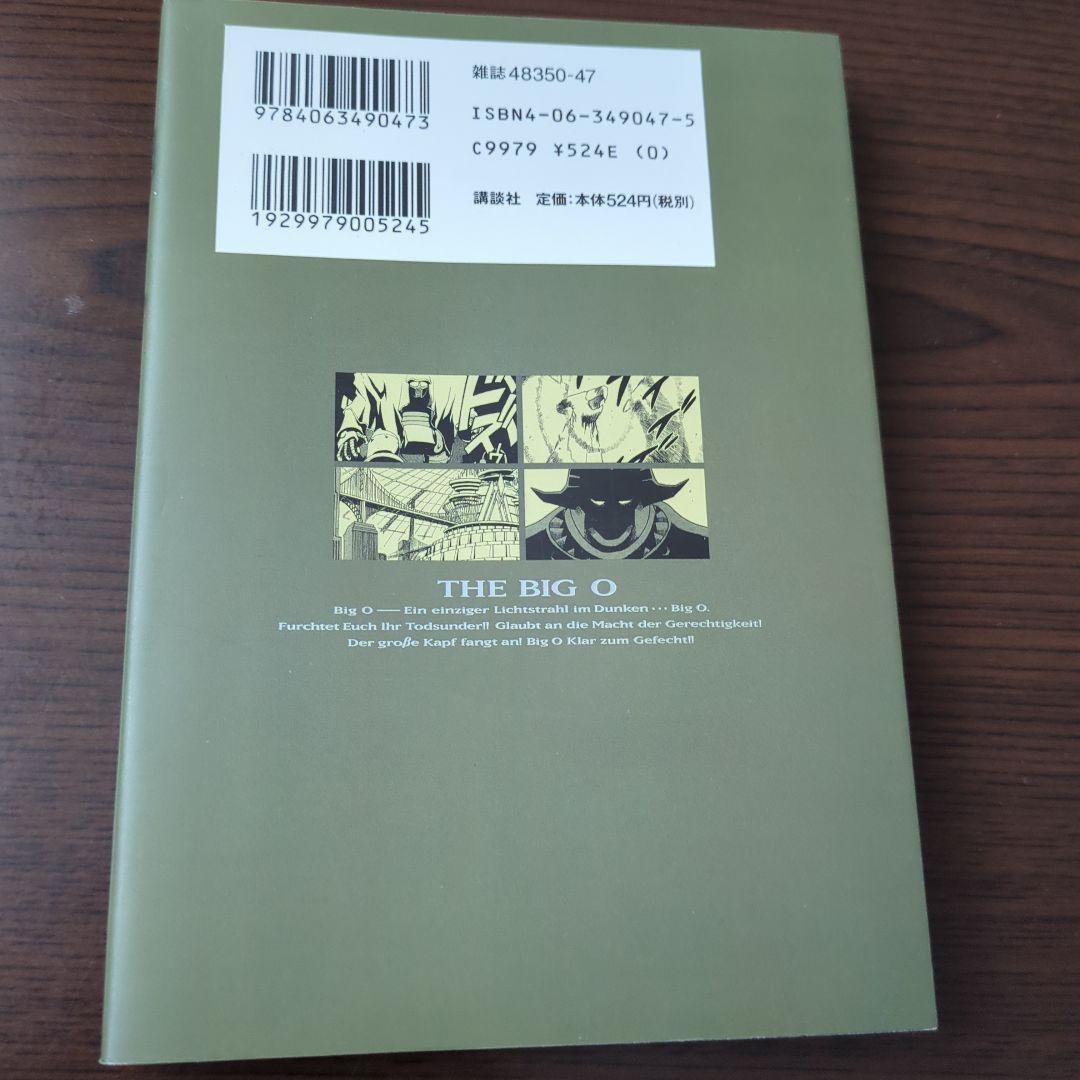 雑誌48350-47
9784063490473
ISBN4-06-349047-5
C9979 ¥524E (0)
1929979005245
講談社 定価：本体524円(税別)
THE BIG O
Big O — Ein einziger Lichtstrahl im Dunken··· Big O.
Furchtet Euch Ihr Todsunder!! Glaubt an die Macht der Gerechtigkeit!
Der große Kapf fangt an! Big O Klar zum Gefecht!!